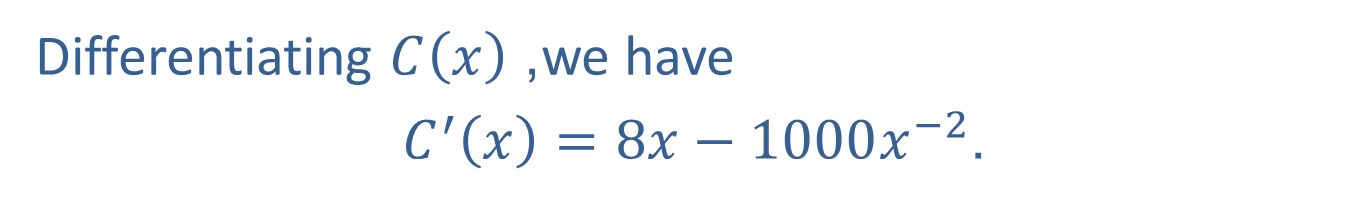 Differentiating C(x) ,we have
C′(x) = 8x − 1000x⁻².